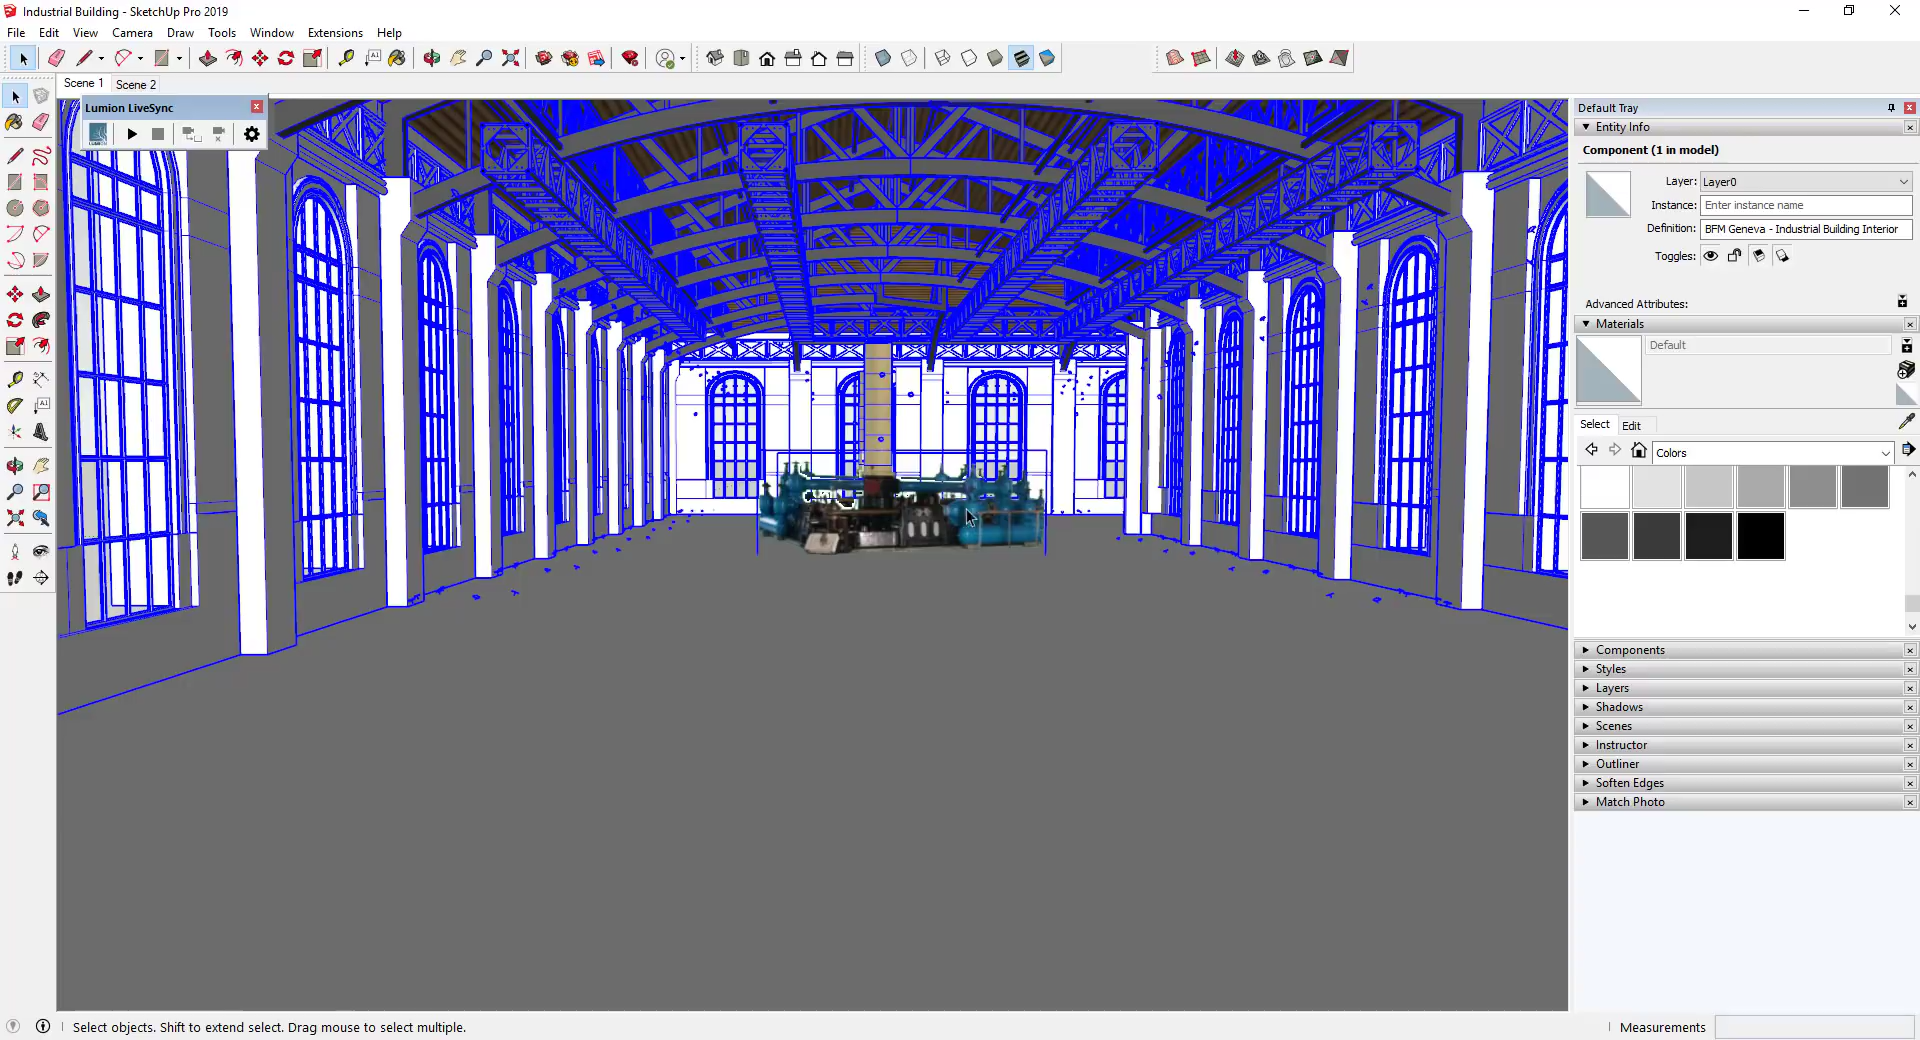 Industrial Building - SketchUp Pro 2019
File Edit View Camera Draw Tools Window Extensions Help
Scene 1 Scene 2
Lumion LiveSync
Default Tray
Entity Info
Component (1 in model)
Layer: Layer0
Instance: Enter instance name
Definition: BFM Geneva - Industrial Building Interior
Toggles:
Advanced Attributes:
Materials
Default
Select Edit
Colors
Components
Styles
Layers
Shadows
Scenes
Instructor
Outliner
Soften Edges
Match Photo
Select objects. Shift to extend select. Drag mouse to select multiple.
Measurements